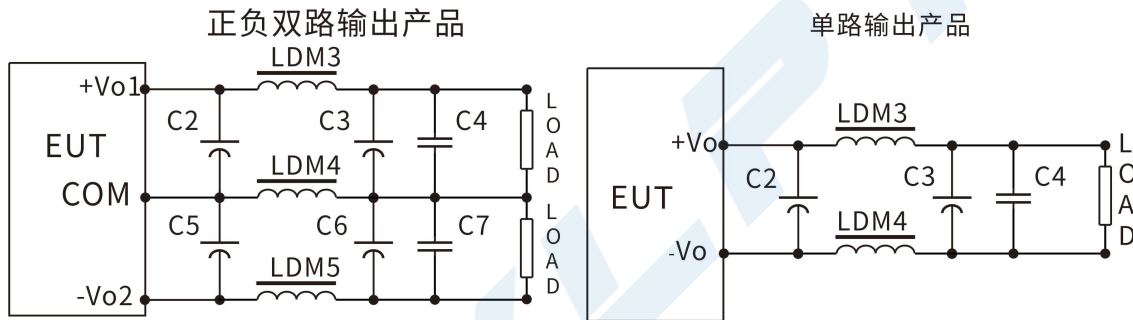 正负双路输出产品
LDM3
+Vo1
C2
C3
C4
LOAD
EUT
LDM4
COM
C5
C6
C7
LOAD
LDM5
-Vo2
单路输出产品
LDM3
+Vo
C2
C3
C4
LOAD
EUT
LDM4
-Vo